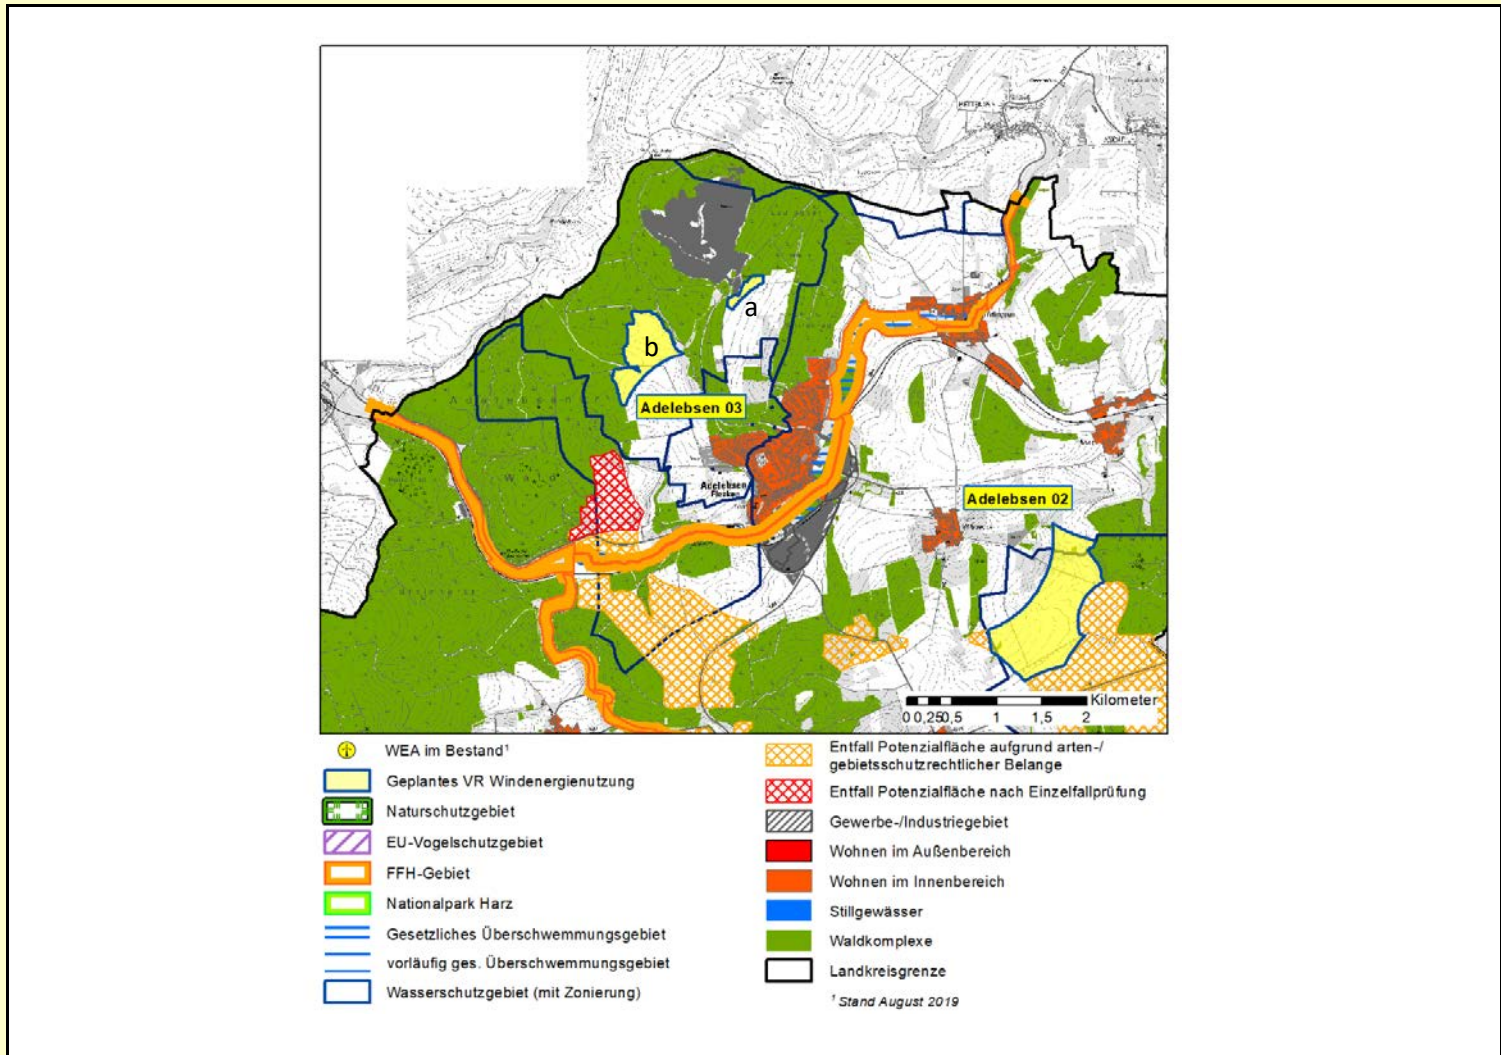 a
b
Adelebsen 03
Adelebsen
Flecken
Adelebsen 02
W a l d
Kilometer
0 0,25 0,5 1 1,5 2
WEA im Bestand¹
Geplantes VR Windenergienutzung
Naturschutzgebiet
EU-Vogelschutzgebiet
FFH-Gebiet
Nationalpark Harz
Gesetzliches Überschwemmungsgebiet
vorläufig ges. Überschwemmungsgebiet
Wasserschutzgebiet (mit Zonierung)
Entfall Potenzialfläche aufgrund arten-/
gebietsschutzrechtlicher Belange
Entfall Potenzialfläche nach Einzelfallprüfung
Gewerbe-/Industriegebiet
Wohnen im Außenbereich
Wohnen im Innenbereich
Stillgewässer
Waldkomplexe
Landkreisgrenze
¹ Stand August 2019